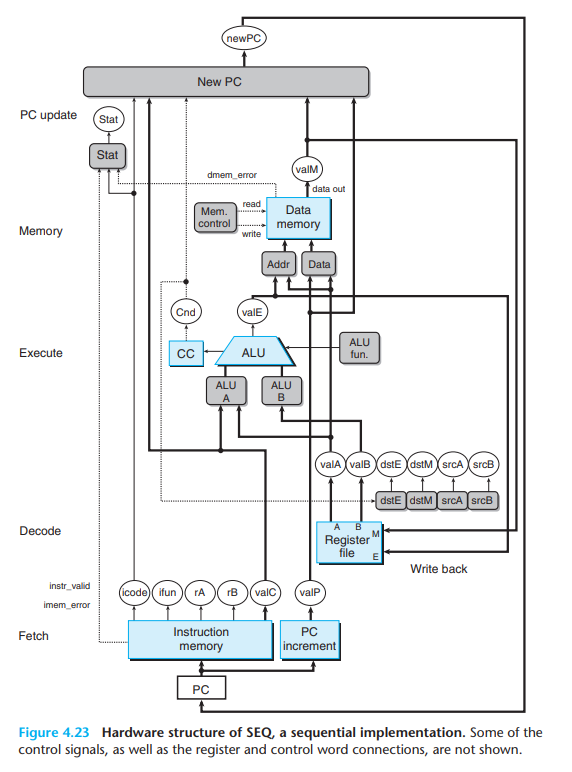 newPC
New PC
PC update
Stat
Stat
valM
dmem_error
data out
read
Mem.
control
Data
memory
Memory
write
Addr
Data
Cnd
valE
ALU
fun.
Execute
CC
ALU
ALU
A
ALU
B
valA
valB
dstE
dstM
srcA
srcB
dstE
dstM
srcA
srcB
Decode
A
B
M
Register
file
E
Write back
instr_valid
imem_error
icode
ifun
rA
rB
valC
valP
Fetch
Instruction
memory
PC
increment
PC
Figure 4.23 Hardware structure of SEQ, a sequential implementation. Some of the
control signals, as well as the register and control word connections, are not shown.